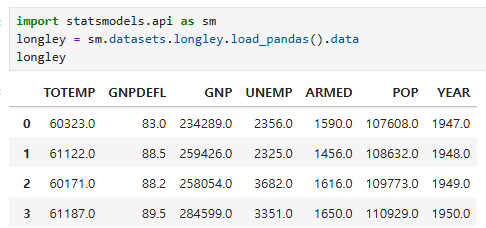 import statsmodels.api as sm
longley = sm.datasets.longley.load_pandas().data
longley
TOTEMP GNPDEFL GNP UNEMP ARMED POP YEAR
0 60323.0 83.0 234289.0 2356.0 1590.0 107608.0 1947.0
1 61122.0 88.5 259426.0 2325.0 1456.0 108632.0 1948.0
2 60171.0 88.2 258054.0 3682.0 1616.0 109773.0 1949.0
3 61187.0 89.5 284599.0 3351.0 1650.0 110929.0 1950.0